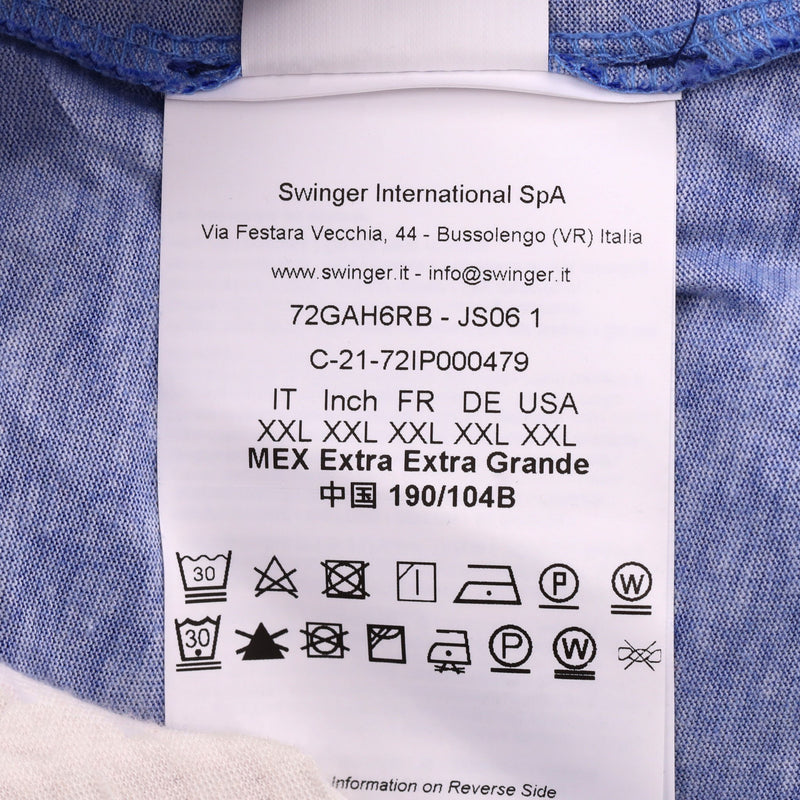 Swinger International SpA
Via Festara Vecchia, 44 - Bussolengo (VR) Italia
www.swinger.it - info@swinger.it
72GAH6RB - JS06 1
C-21-72IP000479
IT Inch FR DE USA
XXL XXL XXL XXL XXL
MEX Extra Extra Grande
中国 190/104B
30 P W
30 P W
Information on Reverse Side